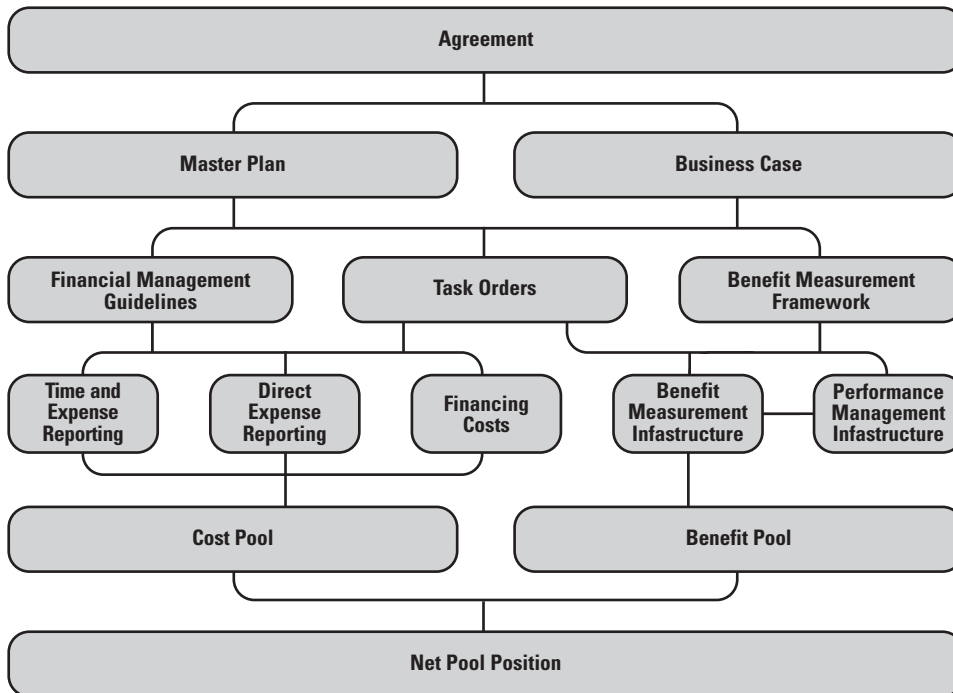 Agreement
Master Plan
Business Case
Financial Management
Guidelines
Task Orders
Benefit Measurement
Framework
Time and
Expense
Reporting
Direct
Expense
Reporting
Financing
Costs
Benefit
Measurement
Infastructure
Performance
Management
Infastructure
Cost Pool
Benefit Pool
Net Pool Position